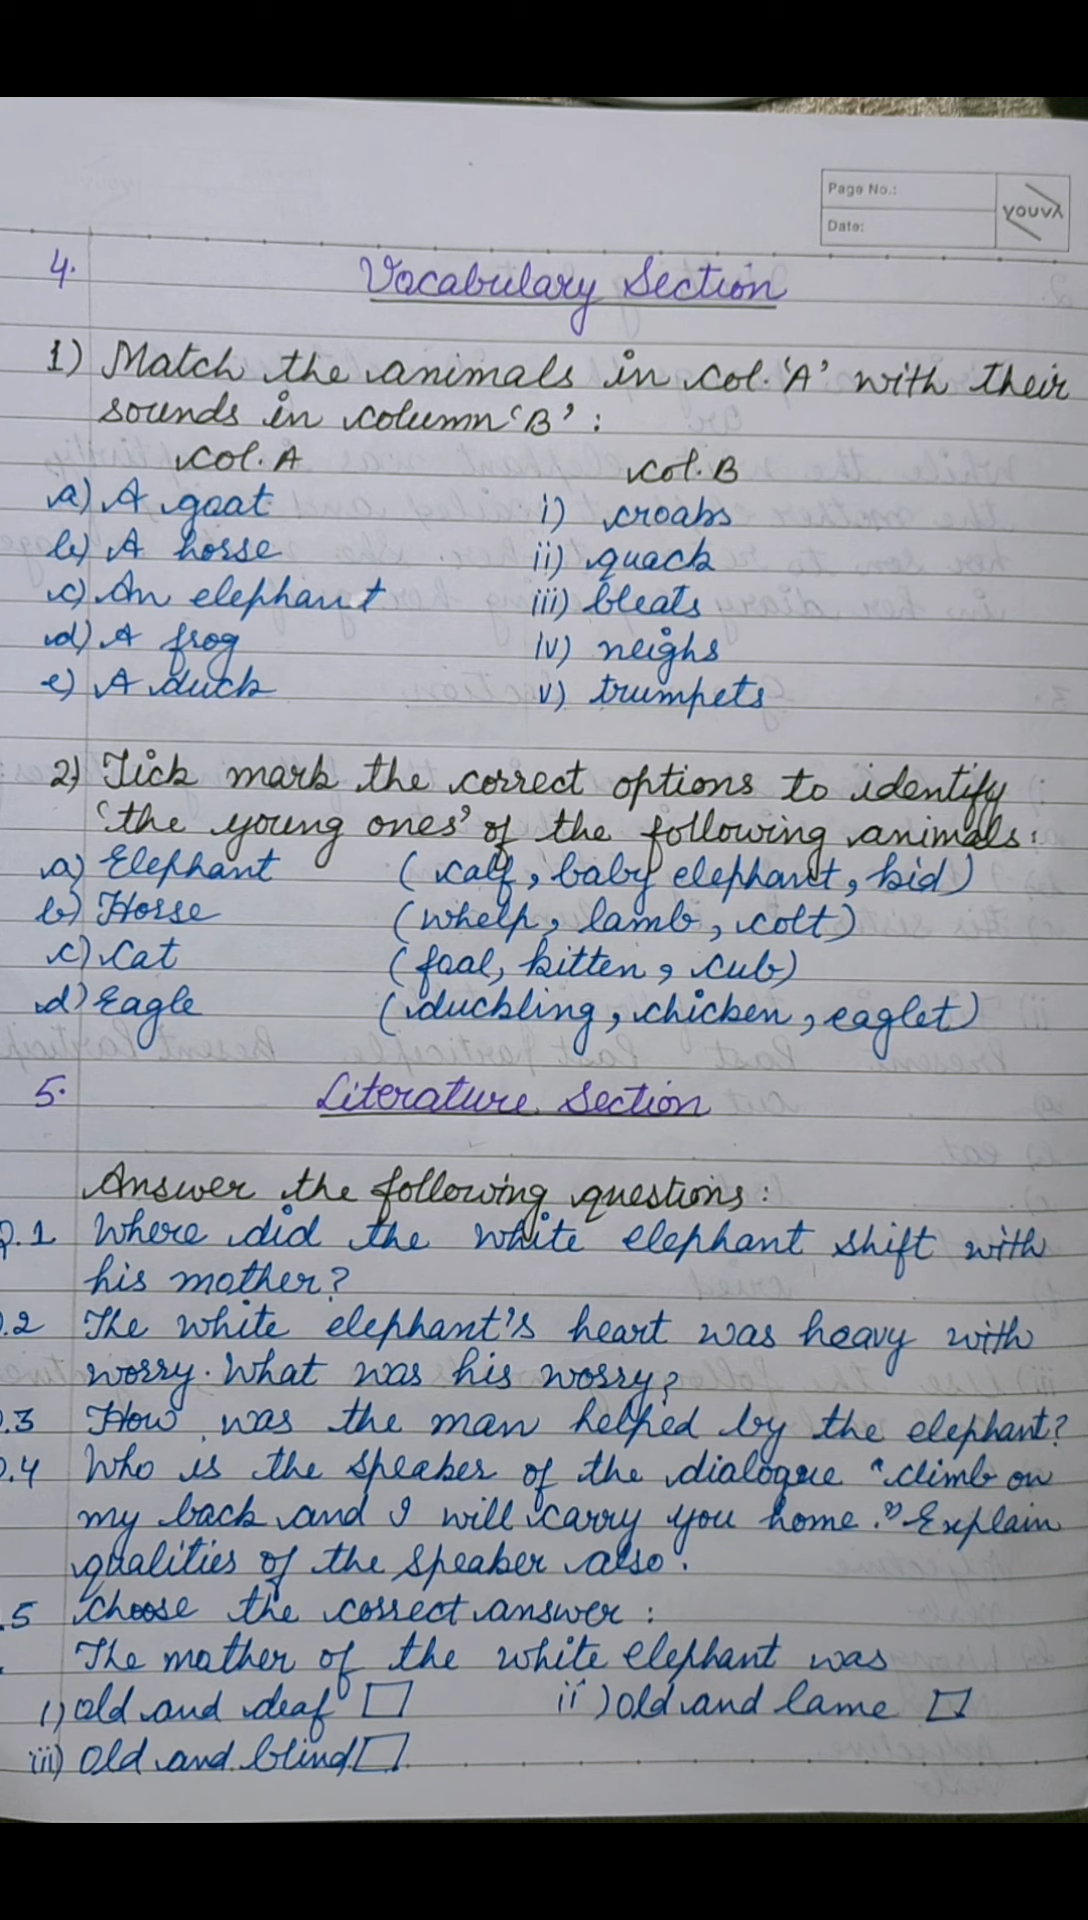 Page No.:
Date:
YOUVA
4. Vocabulary Section
1) Match the animals in col. 'A' with their
sounds in column 'B' :
col. A col. B
a) A goat i) croaks
b) A horse ii) quack
c) An elephant iii) bleats
d) A frog iv) neighs
e) A duck v) trumpets
2) Tick mark the correct options to identify
'the young ones' of the following animals:
a) Elephant (calf, baby elephant, kid)
b) Horse (whelp, lamb, colt)
c) Cat (foal, kitten, cub)
d) Eagle (duckling, chicken, eaglet)
5. Literature Section
Answer the following questions :
Q.1 Where did the white elephant shift with
his mother?
Q.2 The white elephant's heart was heavy with
worry. What was his worry?
Q.3 How was the man helped by the elephant?
Q.4 Who is the speaker of the dialogue "climb on
my back and I will carry you home." Explain
qualities of the speaker also.
.5 Choose the correct answer :
The mother of the white elephant was
i) old and deaf ii) old and lame
iii) old and blind